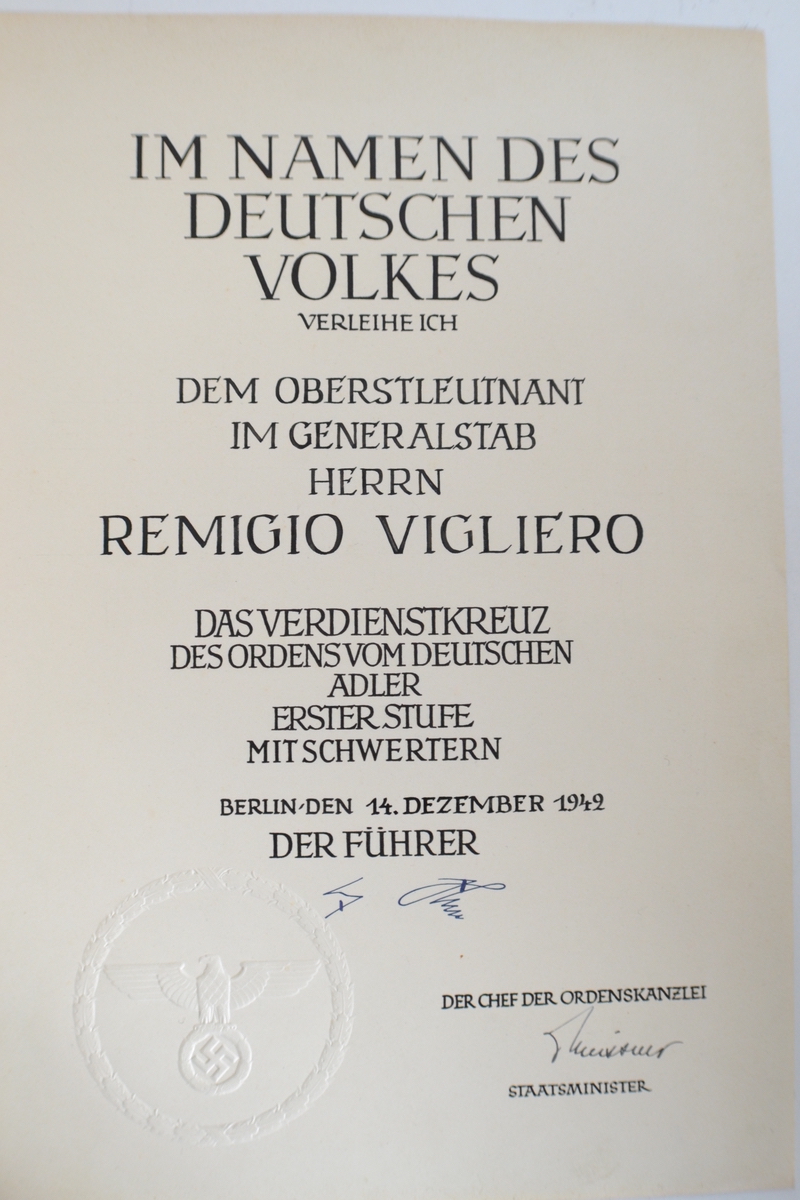 IM NAMEN DES
DEUTSCHEN
VOLKES
VERLEIHE ICH
DEM OBERSTLEUTNANT
IM GENERALSTAB
HERRN
REMIGIO VIGLIERO
DAS VERDIENSTKREUZ
DES ORDENS VOM DEUTSCHEN
ADLER
ERSTER STUFE
MIT SCHWERTERN
BERLIN, DEN 14. DEZEMBER 1942
DER FÜHRER
DER CHEF DER ORDENSKANZLEI
STAATSMINISTER